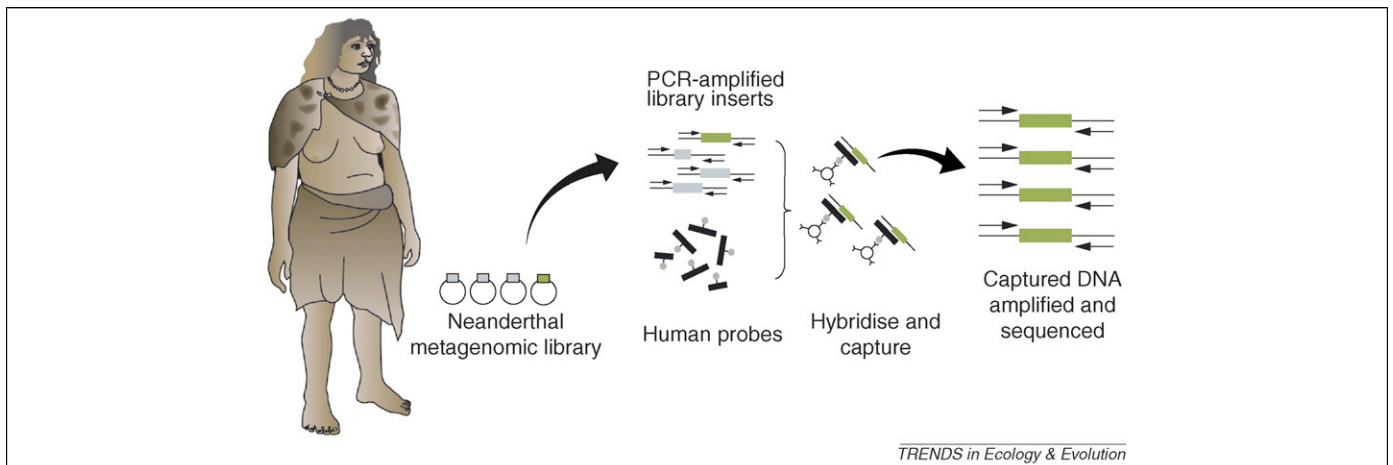 PCR-amplified
library inserts
Neanderthal
metagenomic library
Human probes
Hybridise and
capture
Captured DNA
amplified and
sequenced
TRENDS in Ecology & Evolution